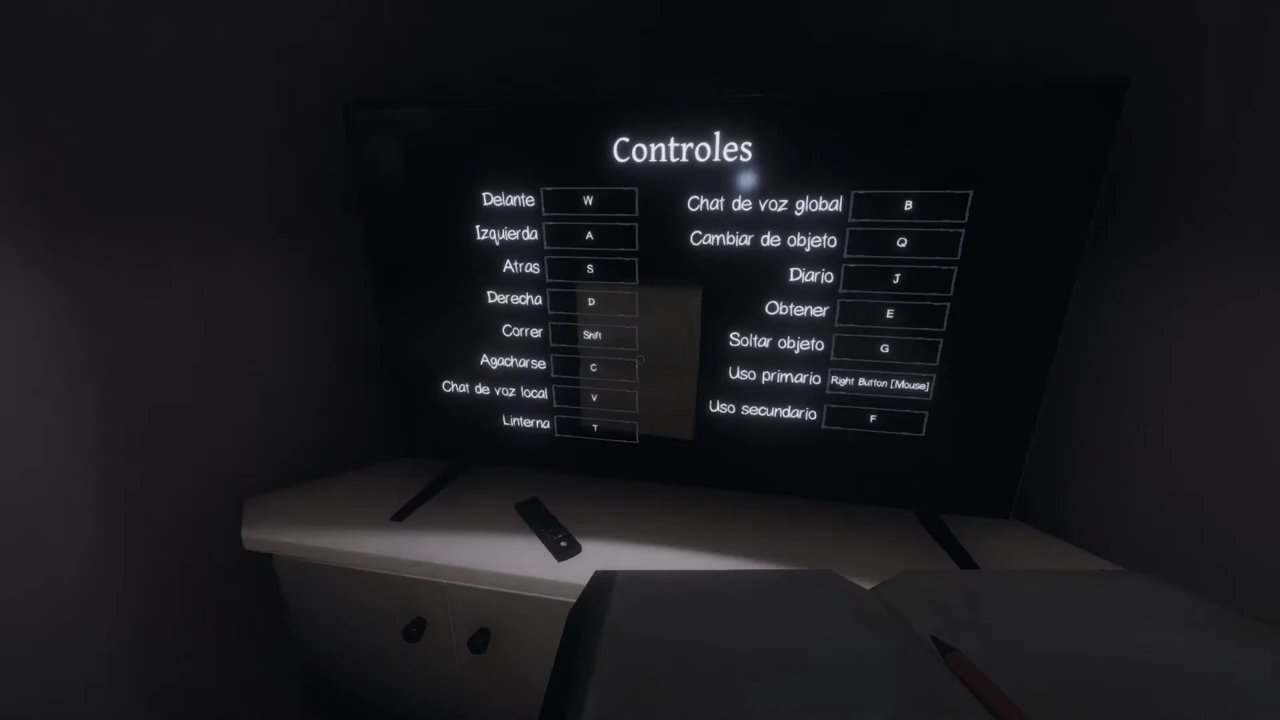 Controles
Delante W
Izquierda A
Atras S
Derecha D
Correr Shift
Agacharse C
Chat de voz local V
Linterna T
Chat de voz global B
Cambiar de objeto Q
Diario J
Obtener E
Soltar objeto G
Uso primario Right Button [Mouse]
Uso secundario F